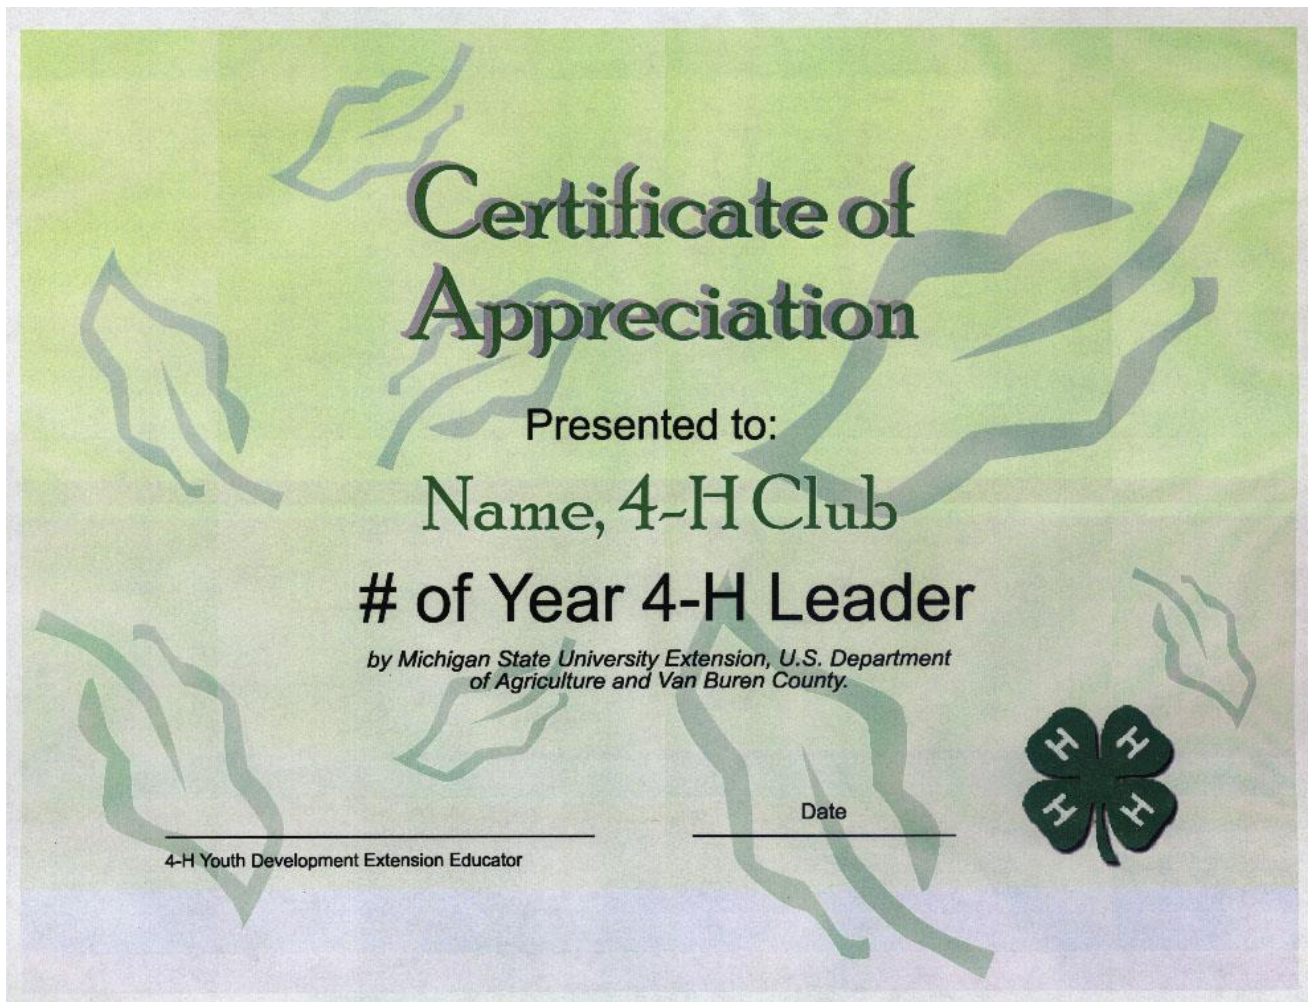 Certificate of
Appreciation
Presented to:
Name, 4-H Club
# of Year 4-H Leader
by Michigan State University Extension, U.S. Department
of Agriculture and Van Buren County.
H H
H H
Date
4-H Youth Development Extension Educator